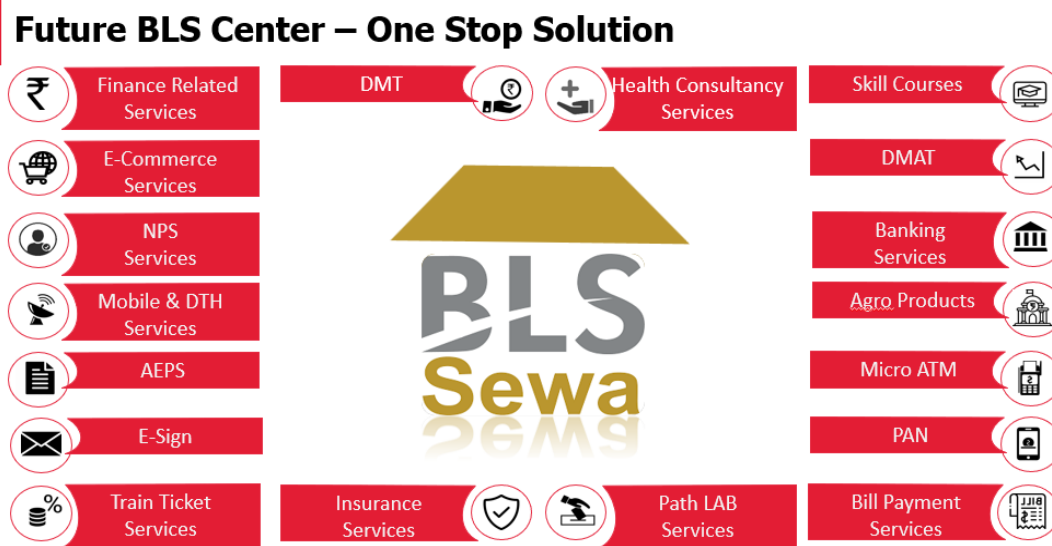 Future BLS Center – One Stop Solution
Finance Related
Services
DMT
Health Consultancy
Services
Skill Courses
E-Commerce
Services
DMAT
NPS
Services
Banking
Services
Mobile & DTH
Services
Agro Products
AEPS
Micro ATM
E-Sign
PAN
Train Ticket
Services
Insurance
Services
Path LAB
Services
Bill Payment
Services
BLS
Sewa